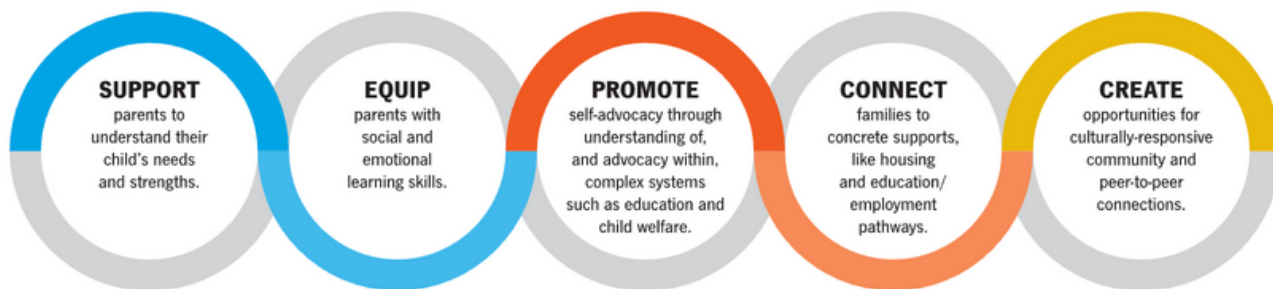 SUPPORT
parents to
understand their
child's needs
and strengths.
EQUIP
parents with
social and
emotional
learning skills.
PROMOTE
self-advocacy through
understanding of,
and advocacy within,
complex systems
such as education and
child welfare.
CONNECT
families to
concrete supports,
like housing
and education/
employment
pathways.
CREATE
opportunities for
culturally-responsive
community and
peer-to-peer
connections.